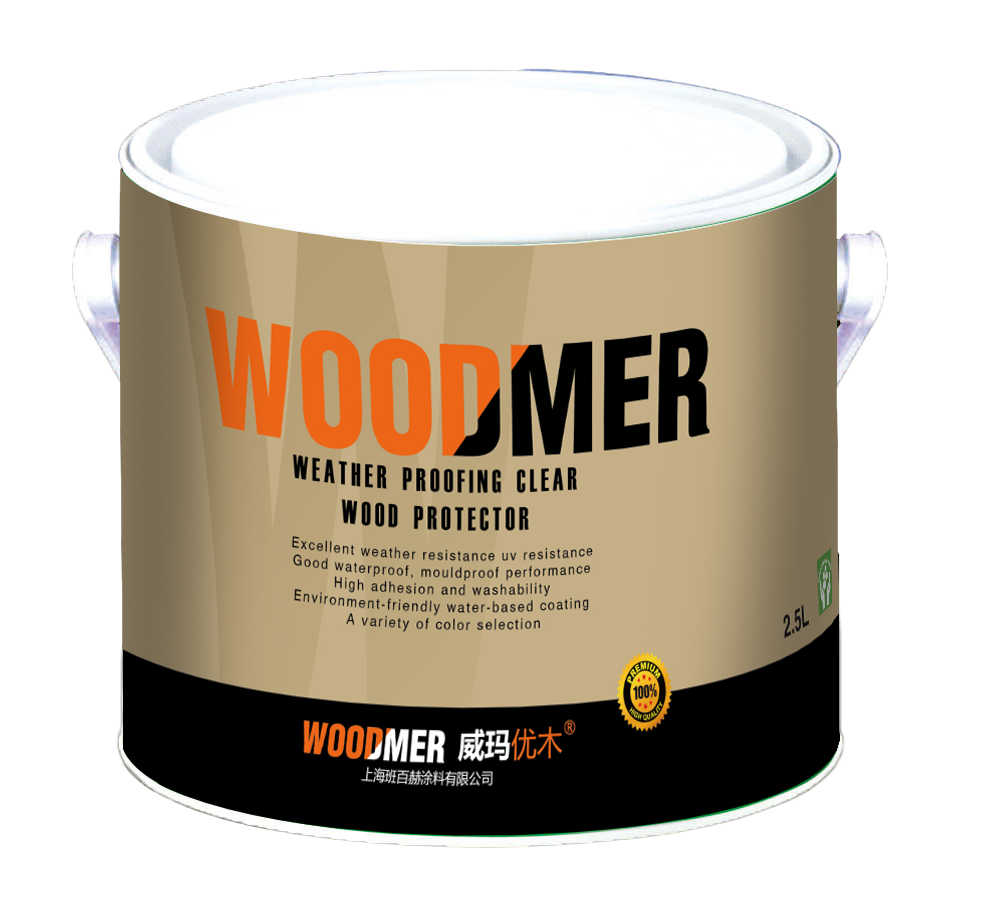 WOODMER
WEATHER PROOFING CLEAR
WOOD PROTECTOR
Excellent weather resistance uv resistance
Good waterproof, mouldproof performance
High adhesion and washability
Environment-friendly water-based coating
A variety of color selection
2.5L
PREMIUM
100%
HIGH QUALITY
WOODMER 威玛优木®
上海班百赫涂料有限公司